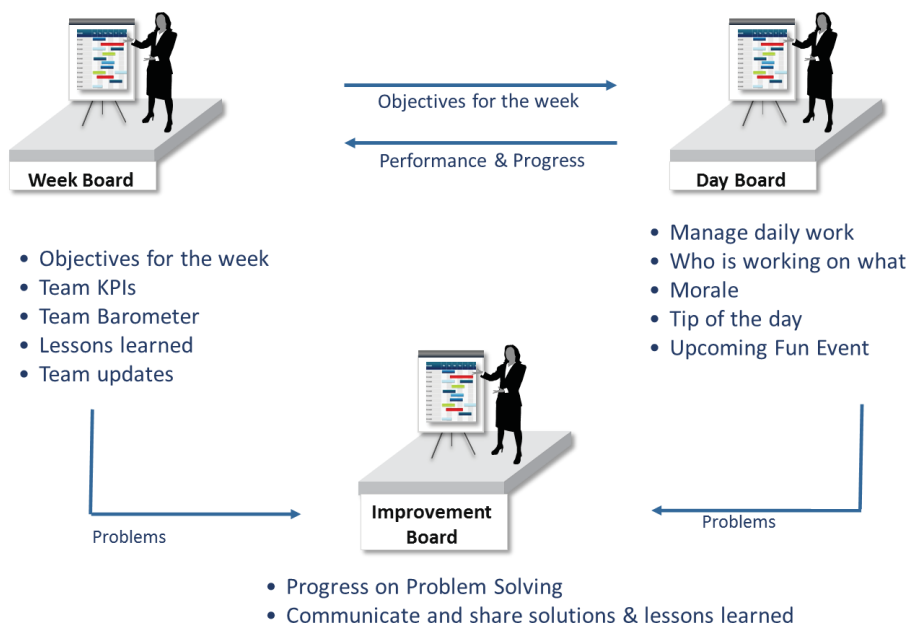 Objectives for the week
Performance & Progress
Week Board
Day Board
• Objectives for the week
• Team KPIs
• Team Barometer
• Lessons learned
• Team updates
• Manage daily work
• Who is working on what
• Morale
• Tip of the day
• Upcoming Fun Event
Improvement
Board
Problems
Problems
• Progress on Problem Solving
• Communicate and share solutions & lessons learned